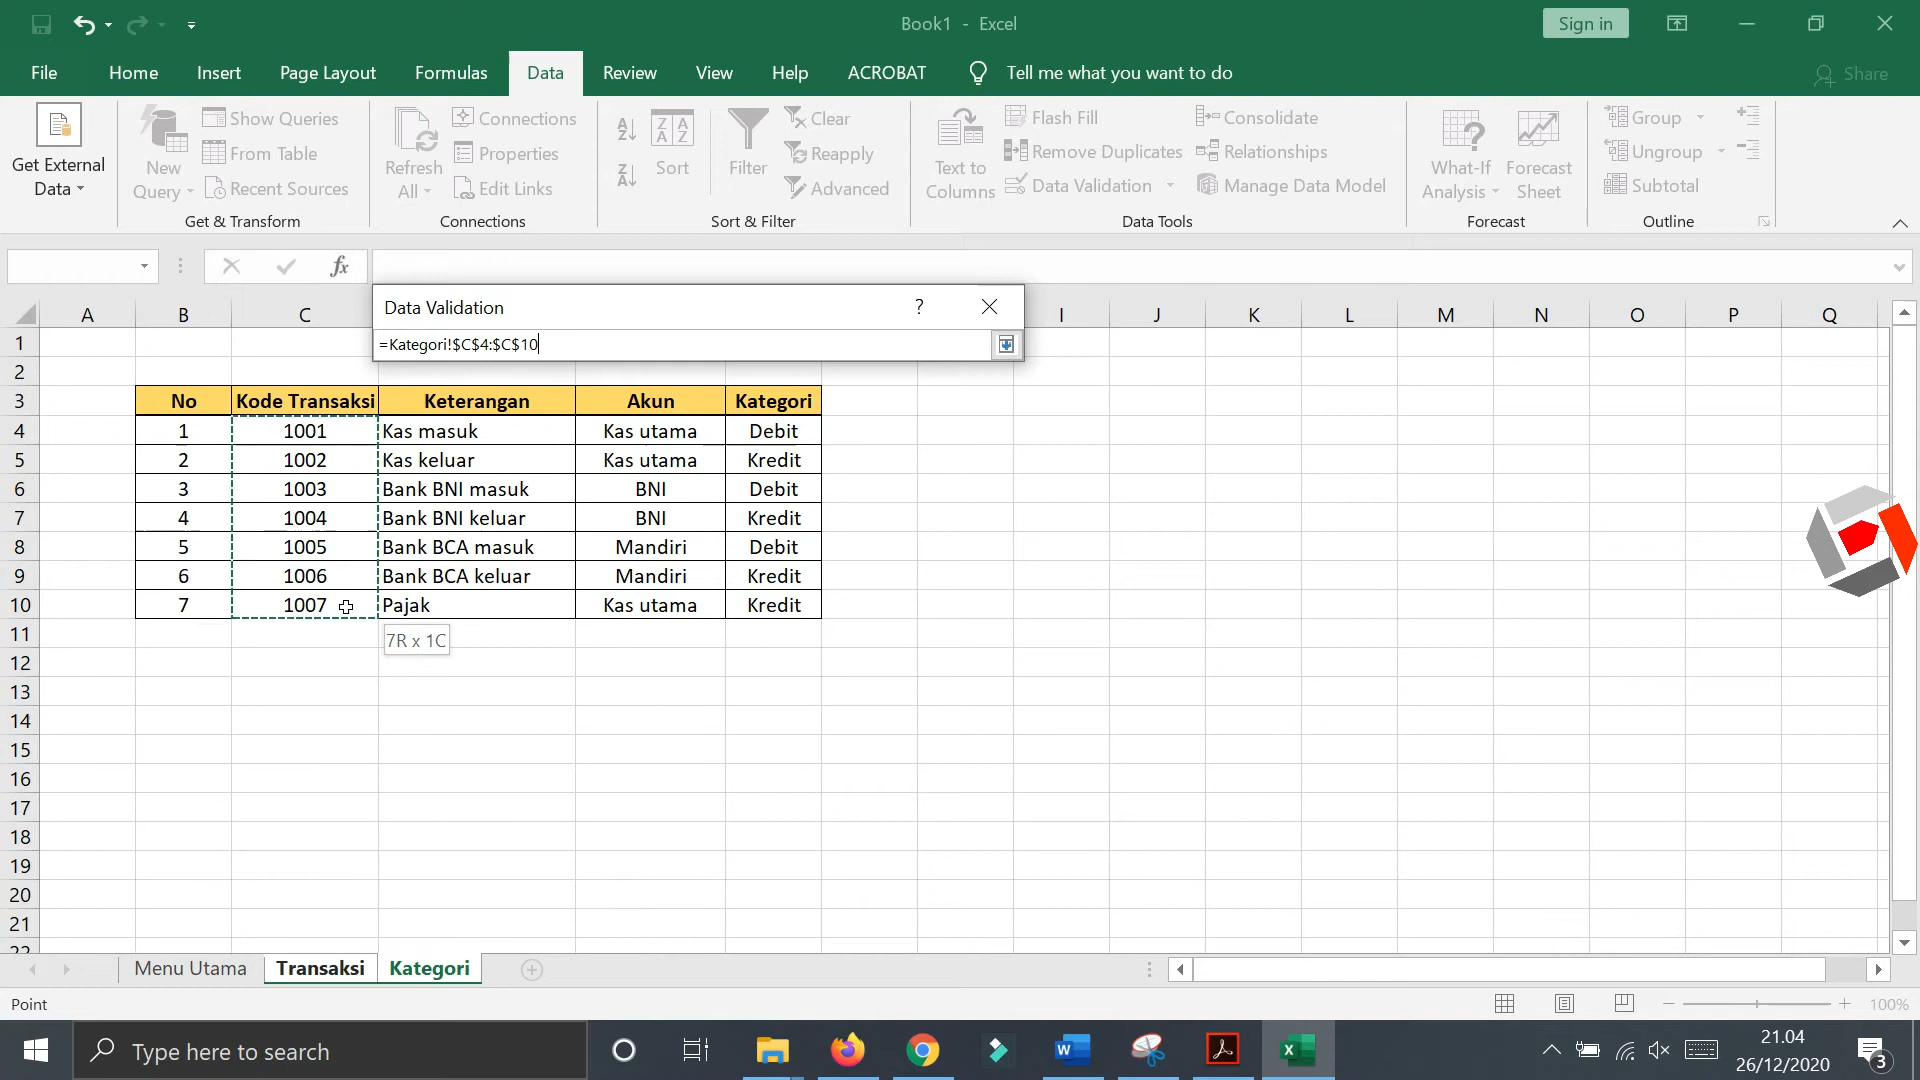 Book1 - Excel
Sign in
File Home Insert Page Layout Formulas Data Review View Help ACROBAT Tell me what you want to do Share
Get External Data
New Query
Show Queries
From Table
Recent Sources
Get & Transform
Refresh All
Connections
Properties
Edit Links
Connections
Sort
Filter
Clear
Reapply
Advanced
Sort & Filter
Text to Columns
Flash Fill
Remove Duplicates
Data Validation
Consolidate
Relationships
Manage Data Model
Data Tools
What-If Analysis
Forecast Sheet
Forecast
Group
Ungroup
Subtotal
Outline
fx
Data Validation ?
=Kategori!$C$4:$C$10
A B C I J K L M N O P Q
1
2
3 No Kode Transaksi Keterangan Akun Kategori
4 1 1001 Kas masuk Kas utama Debit
5 2 1002 Kas keluar Kas utama Kredit
6 3 1003 Bank BNI masuk BNI Debit
7 4 1004 Bank BNI keluar BNI Kredit
8 5 1005 Bank BCA masuk Mandiri Debit
9 6 1006 Bank BCA keluar Mandiri Kredit
10 7 1007 Pajak Kas utama Kredit
11 7R x 1C
12
13
14
15
16
17
18
19
20
21
22
Menu Utama Transaksi Kategori
Point
100%
Type here to search
21.04
26/12/2020
3